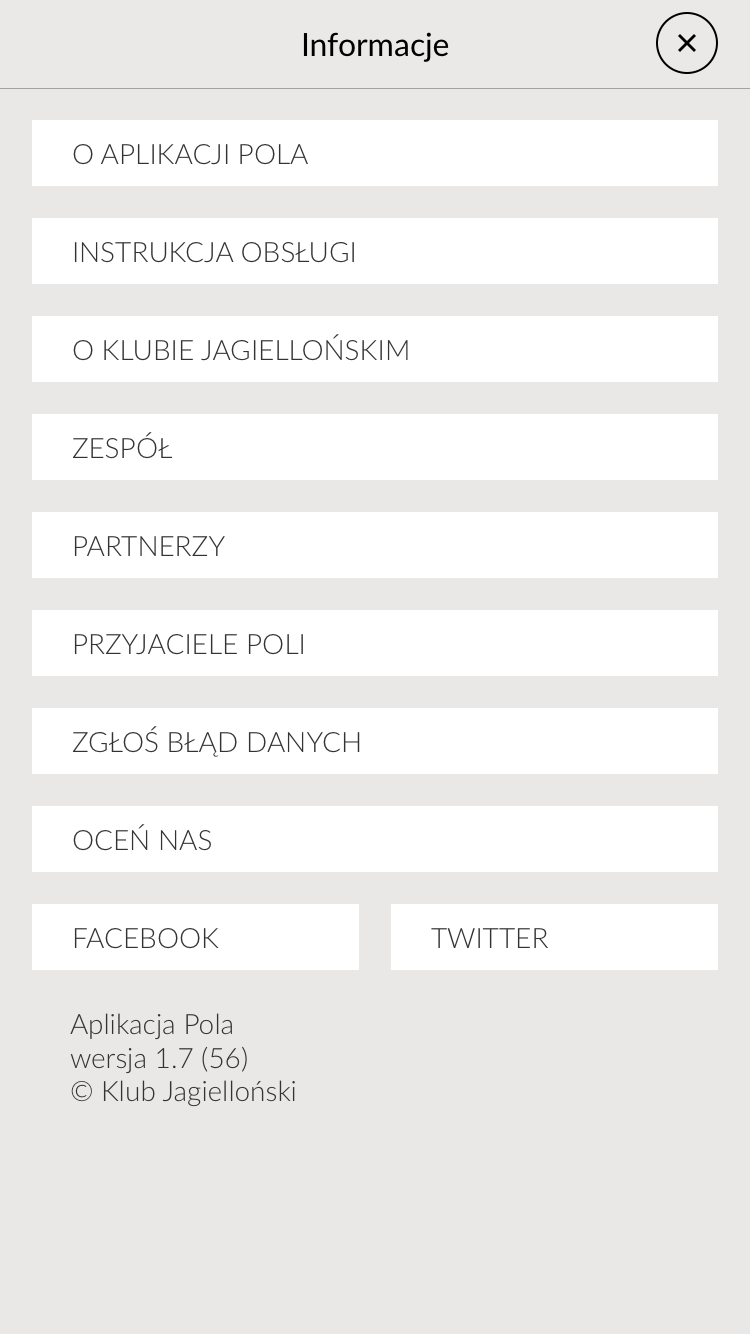 Informacje
O APLIKACJI POLA
INSTRUKCJA OBSŁUGI
O KLUBIE JAGIELLOŃSKIM
ZESPÓŁ
PARTNERZY
PRZYJACIELE POLI
ZGŁOŚ BŁĄD DANYCH
OCEŃ NAS
FACEBOOK TWITTER
Aplikacja Pola
wersja 1.7 (56)
© Klub Jagielloński